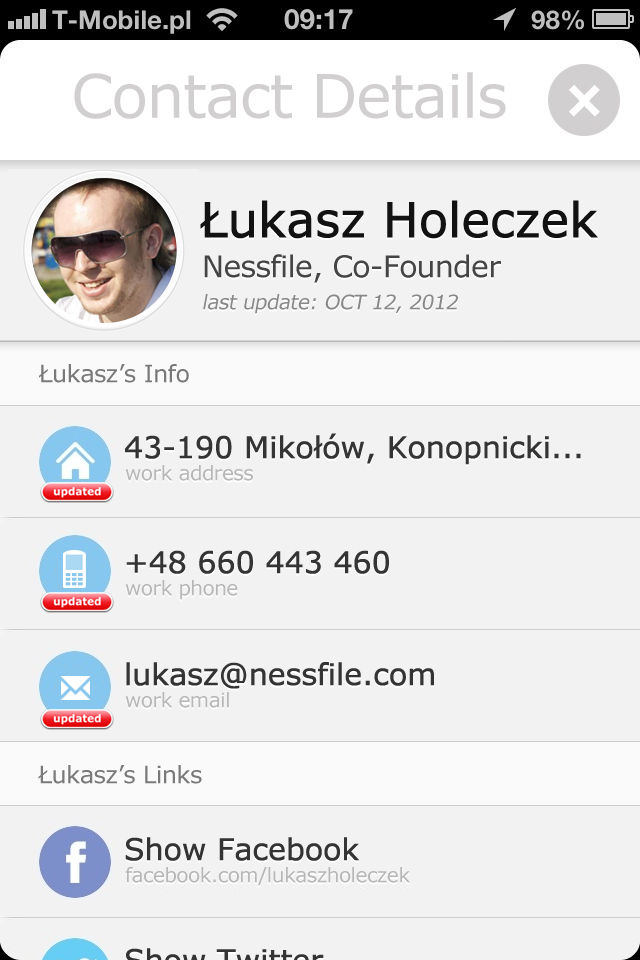 T-Mobile.pl 09:17 98%
Contact Details
Łukasz Holeczek
Nessfile, Co-Founder
last update: OCT 12, 2012
Łukasz's Info
43-190 Mikołów, Konopnicki...
work address
updated
+48 660 443 460
work phone
updated
lukasz@nessfile.com
work email
updated
Łukasz's Links
Show Facebook
facebook.com/lukaszholeczek
f
Show Twitter